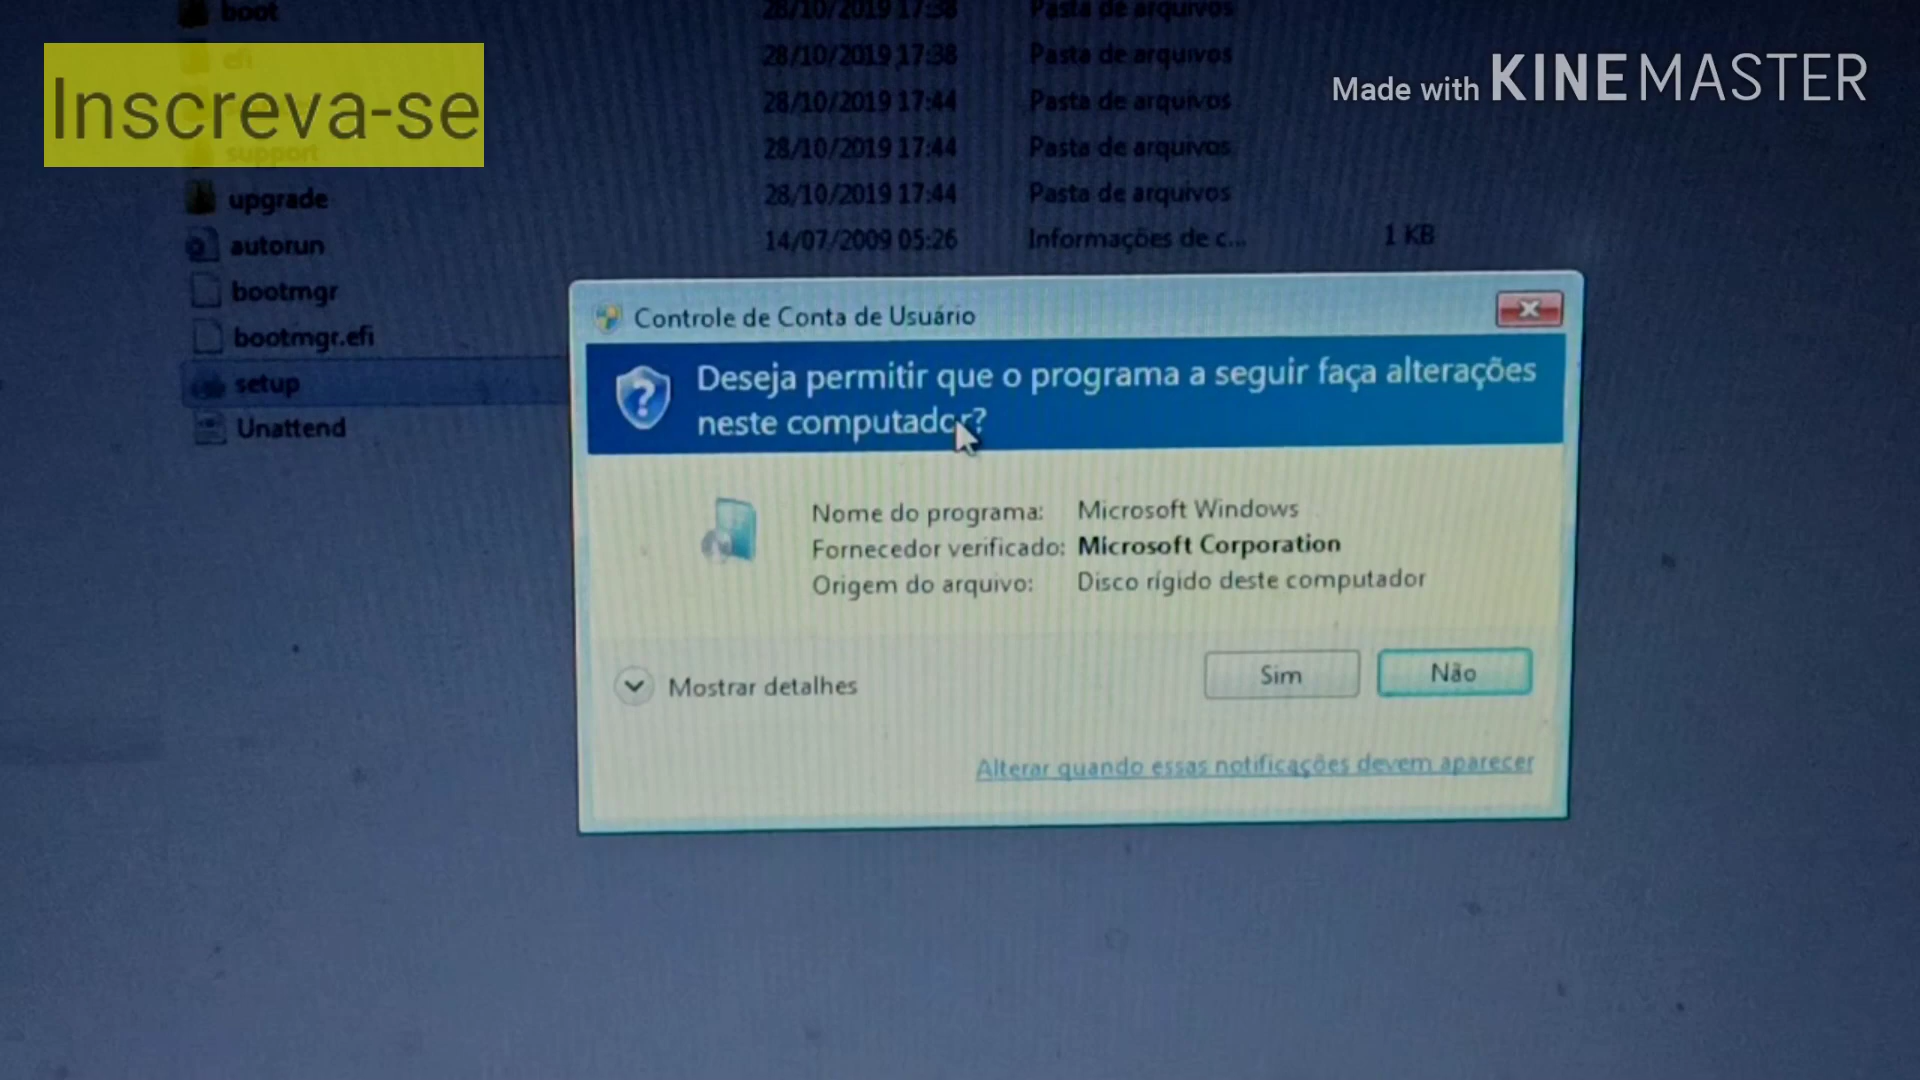 boot 28/10/2019 17:38 Pasta de arquivos
efi 28/10/2019 17:38 Pasta de arquivos
Made with KINEMASTER
Inscreva-se
28/10/2019 17:44 Pasta de arquivos
support 28/10/2019 17:44 Pasta de arquivos
upgrade 28/10/2019 17:44 Pasta de arquivos
autorun 14/07/2009 05:26 Informações de c... 1 KB
bootmgr
bootmgr.efi
setup
Unattend
Controle de Conta de Usuário
Deseja permitir que o programa a seguir faça alterações
neste computador?
Nome do programa: Microsoft Windows
Fornecedor verificado: Microsoft Corporation
Origem do arquivo: Disco rígido deste computador
Mostrar detalhes
Sim
Não
Alterar quando essas notificações devem aparecer